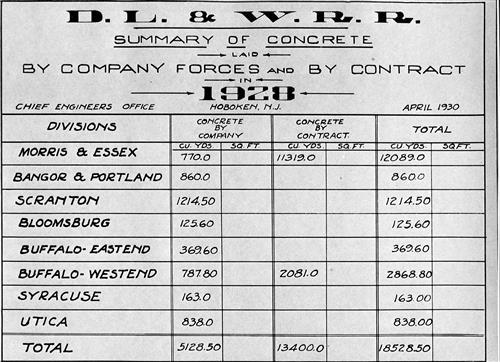 D. L. & W. R. R.
SUMMARY OF CONCRETE
LAID
BY COMPANY FORCES AND BY CONTRACT
IN
1928
CHIEF ENGINEERS OFFICE HOBOKEN, N.J. APRIL 1930
DIVISIONS CONCRETE BY COMPANY CONCRETE BY CONTRACT. TOTAL
CU. YDS. SQ. FT. CU. YDS. SQ. FT. CU. YDS. SQ. FT.
MORRIS & ESSEX 770.0 11319.0 12089.0
BANGOR & PORTLAND 860.0 860.0
SCRANTON 1214.50 1214.50
BLOOMSBURG 125.60 125.60
BUFFALO-EASTEND 369.60 369.60
BUFFALO-WESTEND 787.80 2081.0 2868.80
SYRACUSE 163.0 163.00
UTICA 838.0 838.00
TOTAL 5128.50 13400.0 18528.50